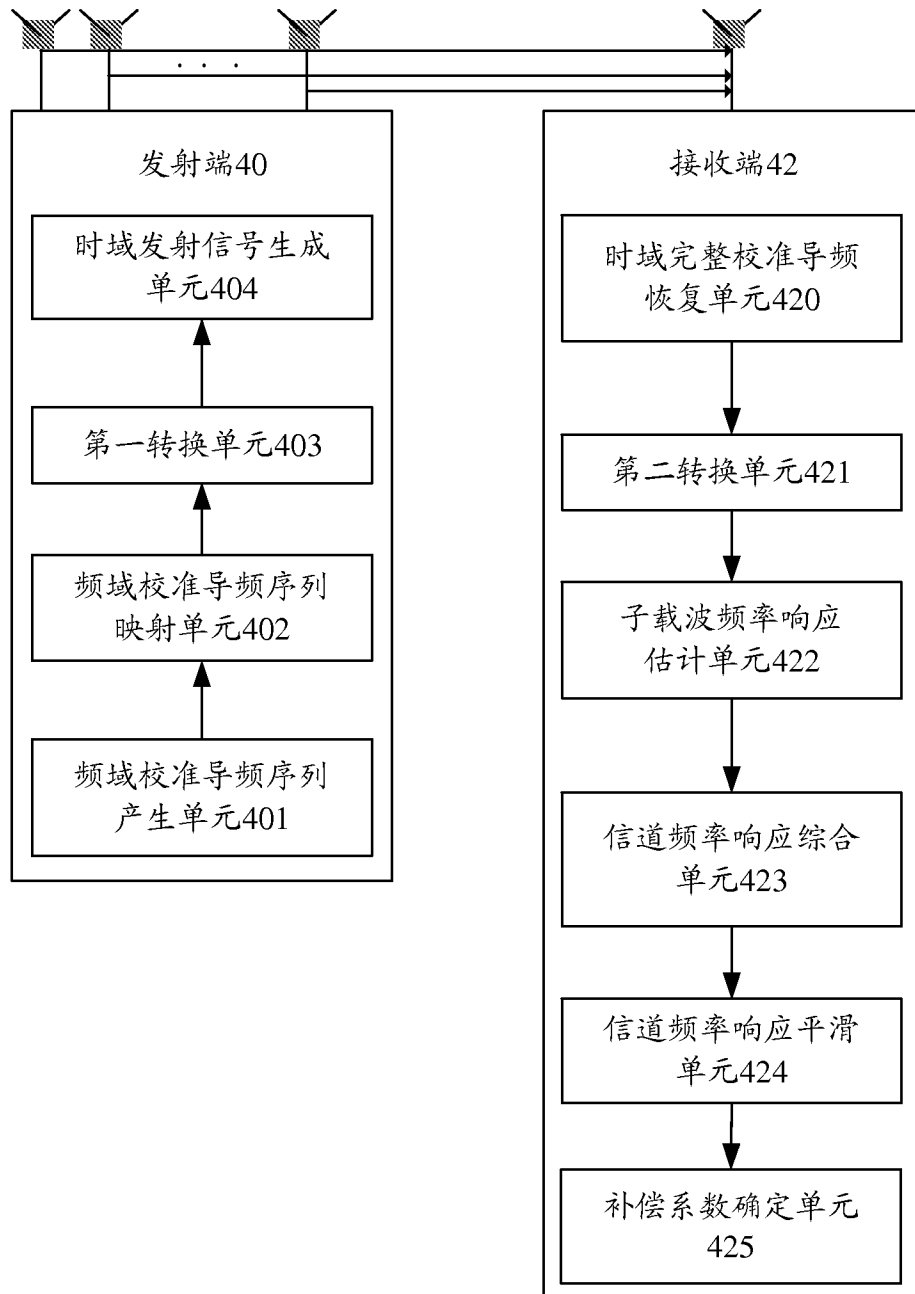 . . .
发射端40
时域发射信号生成
单元404
第一转换单元403
频域校准导频序列
映射单元402
频域校准导频序列
产生单元401
接收端42
时域完整校准导频
恢复单元420
第二转换单元421
子载波频率响应
估计单元422
信道频率响应综合
单元423
信道频率响应平滑
单元424
补偿系数确定单元
425